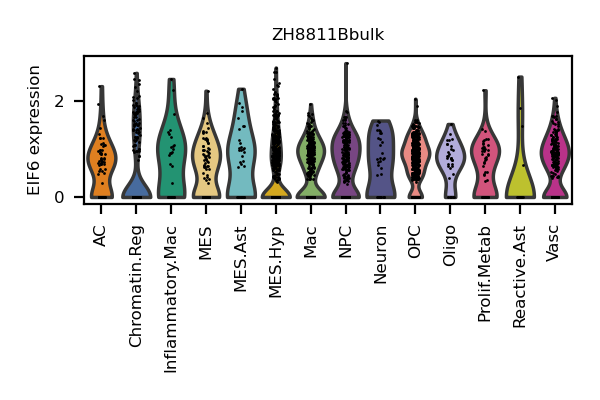 ZH8811Bbulk
EIF6 expression
2
0
AC
Chromatin.Reg
Inflammatory.Mac
MES
MES.Ast
MES.Hyp
Mac
NPC
Neuron
OPC
Oligo
Prolif.Metab
Reactive.Ast
Vasc